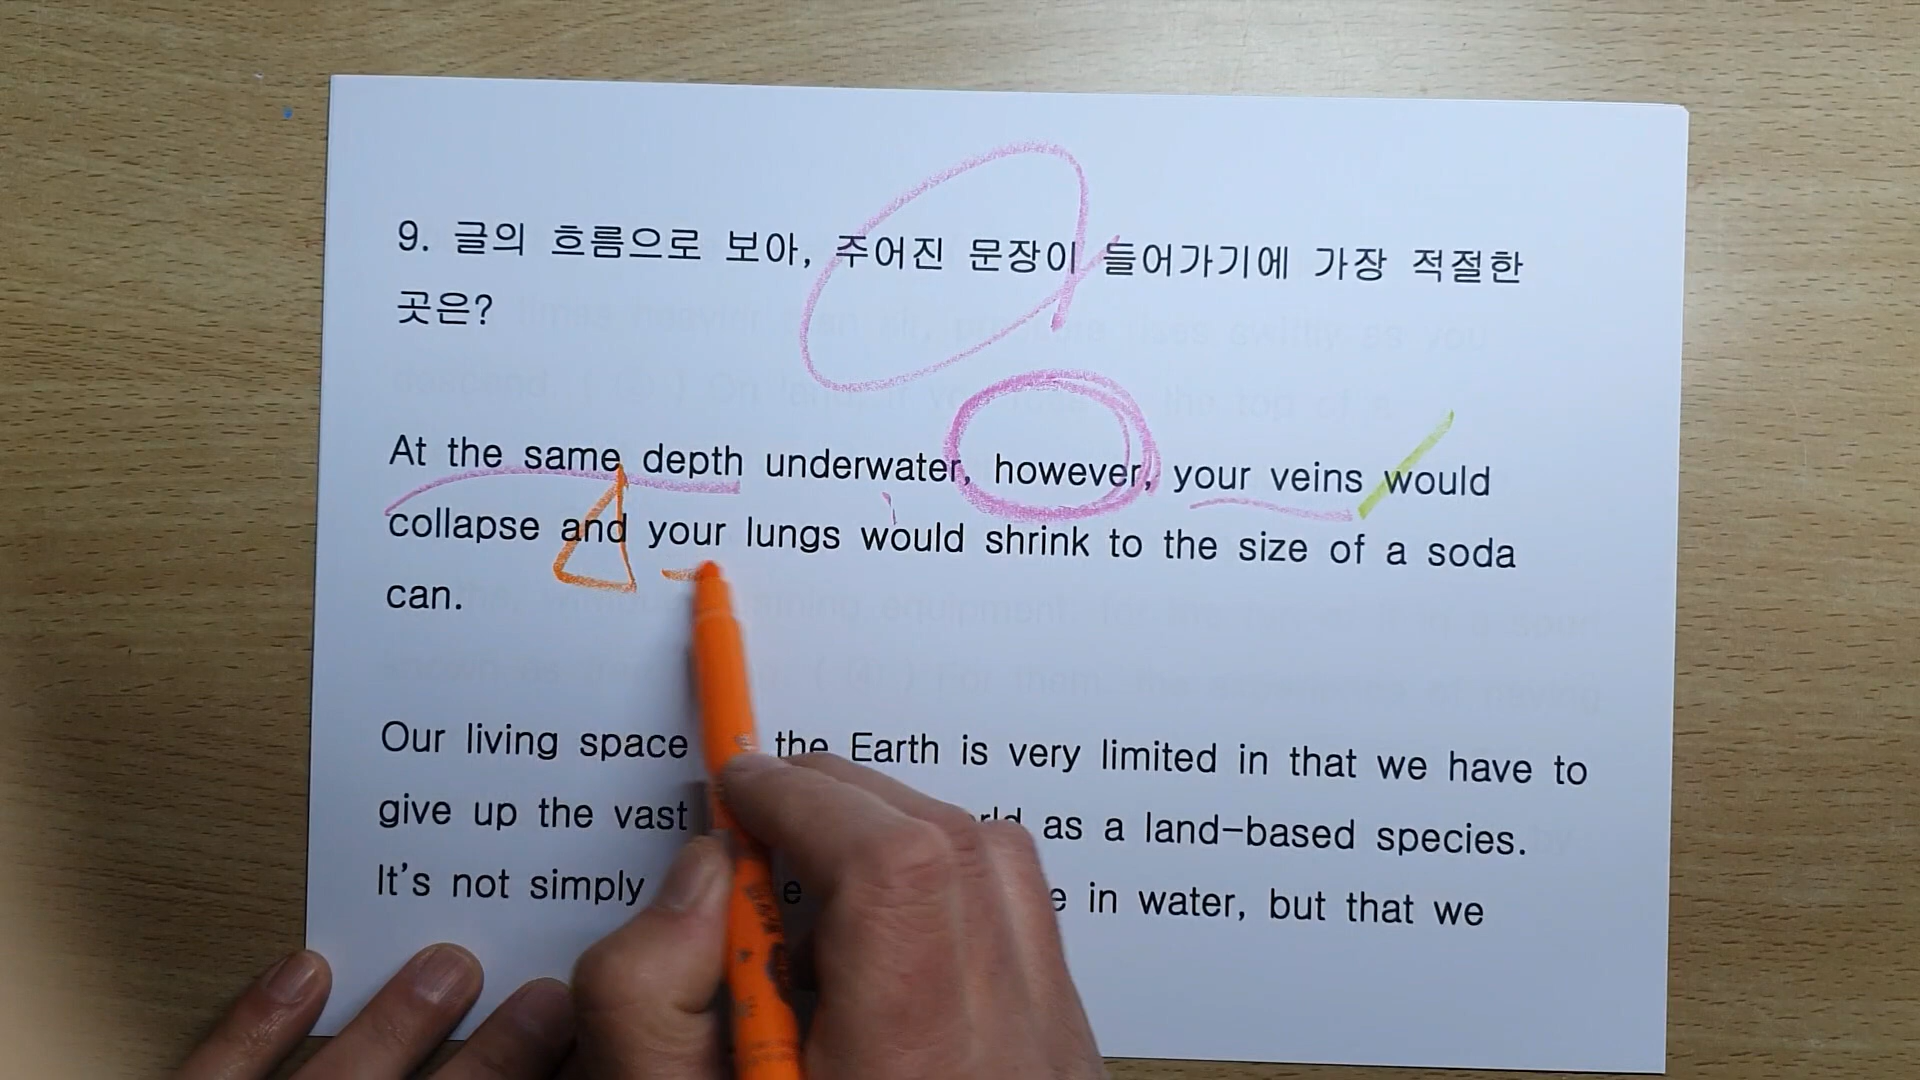 9. 글의 흐름으로 보아, 주어진 문장이 들어가기에 가장 적절한
곳은?
At the same depth underwater, however, your veins would
collapse and your lungs would shrink to the size of a soda
can.
Our living space the Earth is very limited in that we have to
give up the vast as a land-based species.
It's not simply in water, but that we